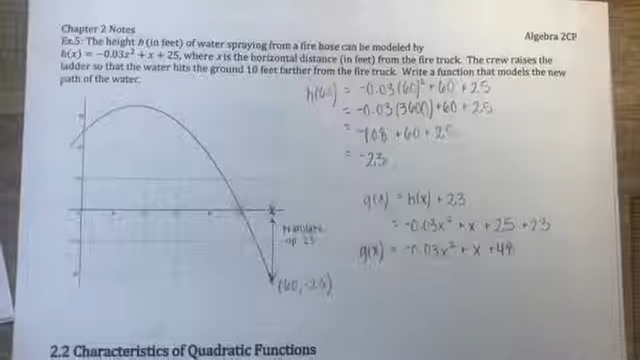 Chapter 2 Notes
Algebra 2CP
Ex.5: The height h (in feet) of water spraying from a fire hose can be modeled by
h(x) = −0.03x² + x + 25, where x is the horizontal distance (in feet) from the fire truck. The crew raises the
ladder so that the water hits the ground 10 feet farther from the fire truck. Write a function that models the new
path of the water.
h(60) = -0.03(60)² + 60 + 25
= -0.03(3600) + 60 + 25
= -108 + 60 + 25
= -23
g(x) = h(x) + 23
= -0.03x² + x + 25 + 23
g(x) = -0.03x² + x + 48
translate
up 23
(60, -23)
2.2 Characteristics of Quadratic Functions